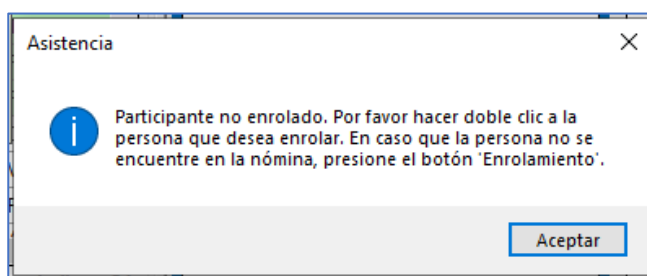 Asistencia
Participante no enrolado. Por favor hacer doble clic a la
persona que desea enrolar. En caso que la persona no se
encuentre en la nómina, presione el botón 'Enrolamiento'.
Aceptar